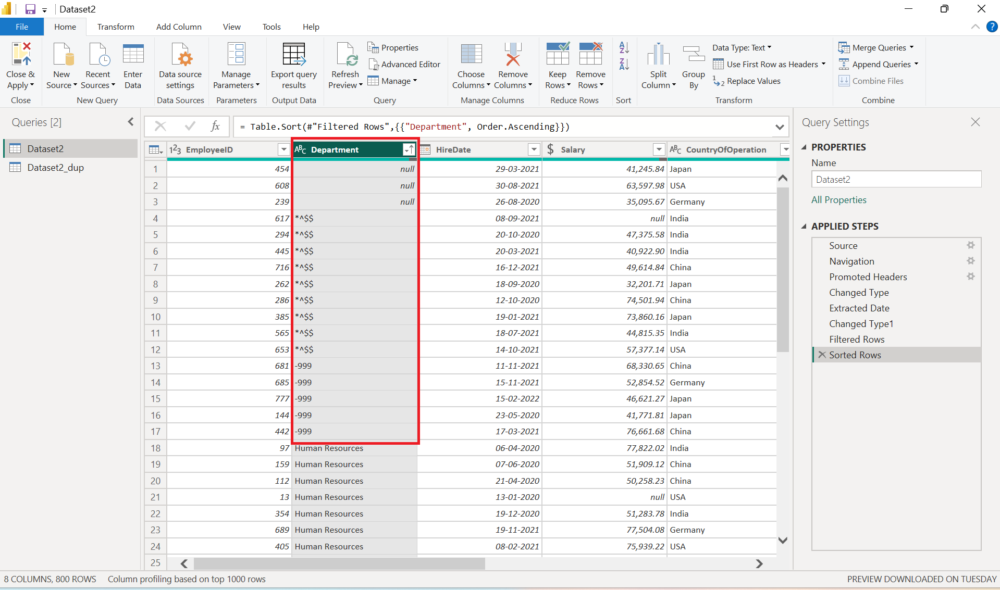 Dataset2
File Home Transform Add Column View Tools Help
Close & Apply
Close
New Source
Recent Sources
Enter Data
New Query
Data source settings
Data Sources
Manage Parameters
Parameters
Export query results
Output Data
Refresh Preview
Properties
Advanced Editor
Manage
Query
Choose Columns
Remove Columns
Manage Columns
Keep Rows
Remove Rows
Reduce Rows
Sort
Split Column
Group By
Data Type: Text
Use First Row as Headers
Replace Values
Transform
Merge Queries
Append Queries
Combine Files
Combine
Queries [2]
Dataset2
Dataset2_dup
fx
= Table.Sort(#"Filtered Rows",{{"Department", Order.Ascending}})
123 EmployeeID ABC Department HireDate $ Salary ABC CountryOfOperation
1 454 null 29-03-2021 41,245.84 Japan
2 608 null 30-08-2021 63,597.98 USA
3 239 null 26-08-2020 35,095.67 Germany
4 617 *^$$ 08-09-2021 null India
5 294 *^$$ 20-10-2020 47,375.58 India
6 445 *^$$ 20-03-2021 40,922.90 India
7 716 *^$$ 16-12-2021 49,614.84 China
8 262 *^$$ 18-09-2020 32,201.71 Japan
9 286 *^$$ 12-10-2020 74,501.94 China
10 385 *^$$ 19-01-2021 73,860.16 Japan
11 565 *^$$ 18-07-2021 44,815.35 India
12 653 *^$$ 14-10-2021 57,377.14 USA
13 681 -999 11-11-2021 68,330.65 China
14 685 -999 15-11-2021 52,854.52 Germany
15 777 -999 15-02-2022 46,621.27 Japan
16 144 -999 23-05-2020 41,771.81 Japan
17 442 -999 17-03-2021 76,661.68 China
18 97 Human Resources 06-04-2020 77,822.02 India
19 159 Human Resources 07-06-2020 51,909.12 China
20 112 Human Resources 21-04-2020 50,258.23 China
21 13 Human Resources 13-01-2020 null USA
22 354 Human Resources 19-12-2020 51,283.78 India
23 689 Human Resources 19-11-2021 77,504.08 Germany
24 405 Human Resources 08-02-2021 75,939.22 USA
25
Query Settings
PROPERTIES
Name
Dataset2
All Properties
APPLIED STEPS
Source
Navigation
Promoted Headers
Changed Type
Extracted Date
Changed Type1
Filtered Rows
Sorted Rows
8 COLUMNS, 800 ROWS Column profiling based on top 1000 rows PREVIEW DOWNLOADED ON TUESDAY